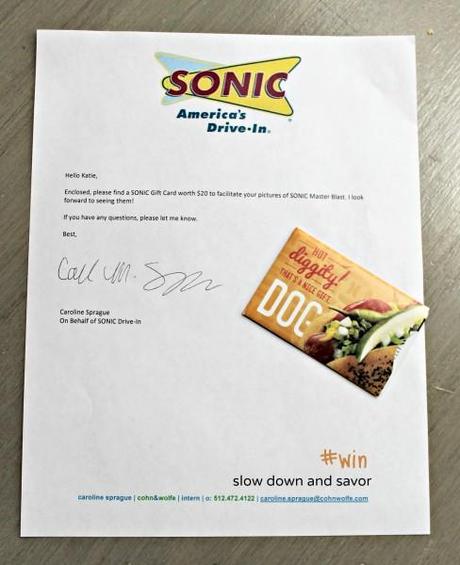 SONIC
America's
Drive-In.
Hello Katie,
Enclosed, please find a SONIC Gift Card worth $20 to facilitate your pictures of SONIC Master Blast. I look
forward to seeing them!
If you have any questions, please let me know.
Best,
Caroline Sprague
On Behalf of SONIC Drive-In
HOT
diggity!
THAT'S A NICE GIFT,
DOG
#win
slow down and savor
caroline sprague | cohn&wolfe | intern | o: 512.472.4122 | caroline.sprague@cohnwolfe.com